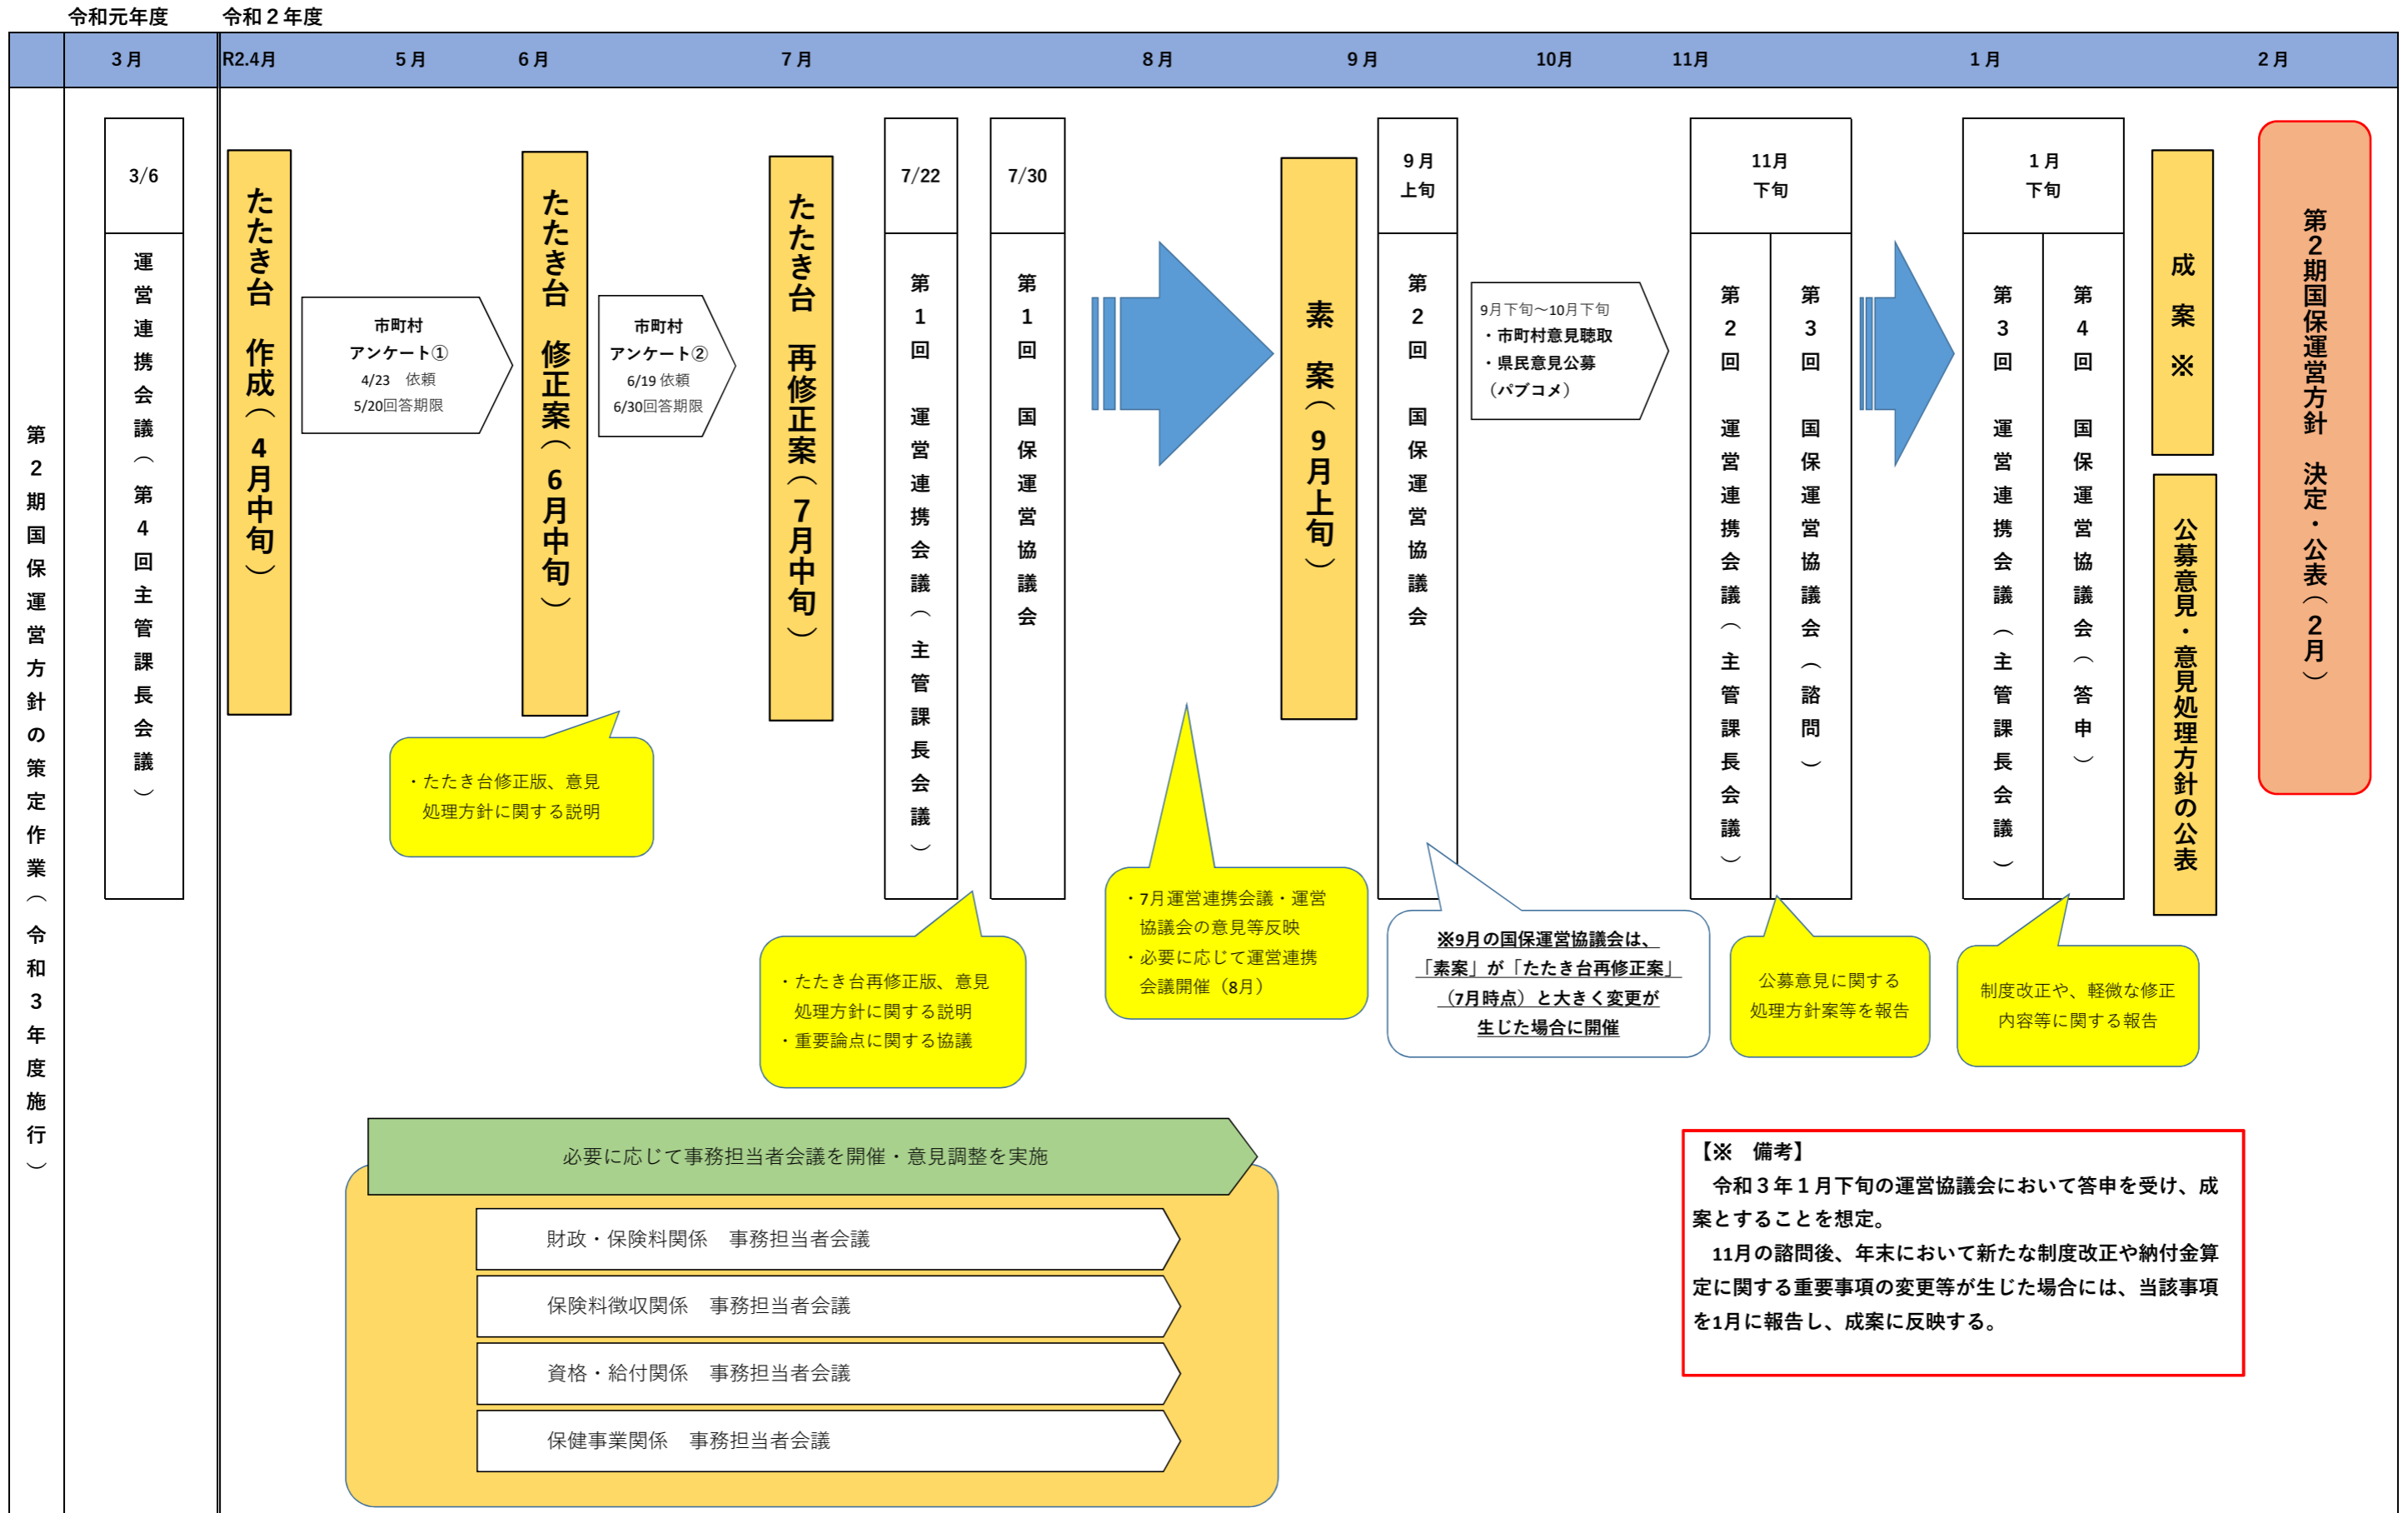 令和元年度
令和２年度
３月
R2.4月
５月
６月
７月
８月
９月
10月
11月
１月
２月
第２期国保運営方針の策定作業（令和３年度施行）
3/6
運営連携会議（第４回主管課長会議）
たたき台　作成（４月中旬）
市町村
アンケート①
4/23　依頼
5/20回答期限
たたき台　修正案（６月中旬）
市町村
アンケート②
6/19 依頼
6/30回答期限
たたき台　再修正案（７月中旬）
7/22
第１回　運営連携会議（主管課長会議）
7/30
第１回　国保運営協議会
素　案（９月上旬）
９月
上旬
第２回　国保運営協議会
9月下旬～10月下旬
・市町村意見聴取
・県民意見公募
（パブコメ）
11月
下旬
第２回　運営連携会議（主管課長会議）
第３回　国保運営協議会（諮問）
１月
下旬
第３回　運営連携会議（主管課長会議）
第４回　国保運営協議会（答申）
成　案　※
公募意見・意見処理方針の公表
第２期国保運営方針　決定・公表（２月）
・たたき台修正版、意見
処理方針に関する説明
・たたき台再修正版、意見
処理方針に関する説明
・重要論点に関する協議
・7月運営連携会議・運営
協議会の意見等反映
・必要に応じて運営連携
会議開催（8月）
※9月の国保運営協議会は、
「素案」が「たたき台再修正案」
（7月時点）と大きく変更が
生じた場合に開催
公募意見に関する
処理方針案等を報告
制度改正や、軽微な修正
内容等に関する報告
必要に応じて事務担当者会議を開催・意見調整を実施
財政・保険料関係　事務担当者会議
保険料徴収関係　事務担当者会議
資格・給付関係　事務担当者会議
保健事業関係　事務担当者会議
【※　備考】
令和３年１月下旬の運営協議会において答申を受け、成
案とすることを想定。
11月の諮問後、年末において新たな制度改正や納付金算
定に関する重要事項の変更等が生じた場合には、当該事項
を1月に報告し、成案に反映する。